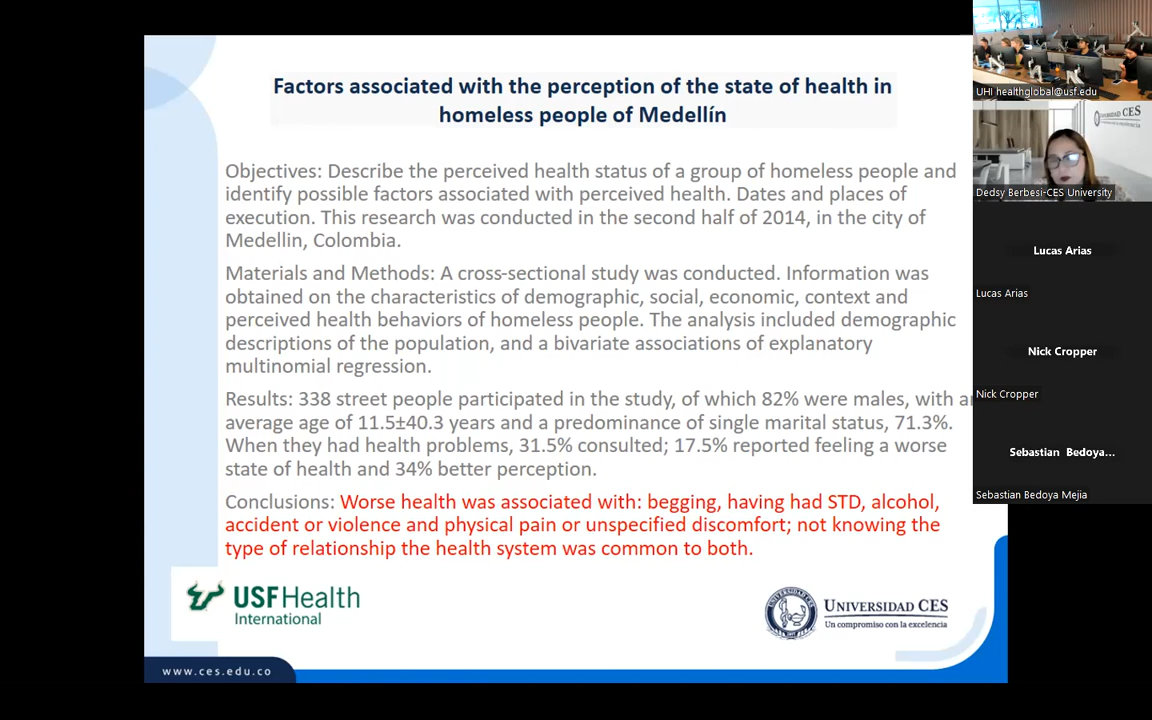 Factors associated with the perception of the state of health in
homeless people of Medellín
Objectives: Describe the perceived health status of a group of homeless people and
identify possible factors associated with perceived health. Dates and places of
execution. This research was conducted in the second half of 2014, in the city of
Medellin, Colombia.
Materials and Methods: A cross-sectional study was conducted. Information was
obtained on the characteristics of demographic, social, economic, context and
perceived health behaviors of homeless people. The analysis included demographic
descriptions of the population, and a bivariate associations of explanatory
multinomial regression.
Results: 338 street people participated in the study, of which 82% were males, with an
average age of 11.5±40.3 years and a predominance of single marital status, 71.3%.
When they had health problems, 31.5% consulted; 17.5% reported feeling a worse
state of health and 34% better perception.
Conclusions: Worse health was associated with: begging, having had STD, alcohol,
accident or violence and physical pain or unspecified discomfort; not knowing the
type of relationship the health system was common to both.
USFHealth
International
UNIVERSIDAD CES
Un compromiso con la excelencia
www.ces.edu.co
UHI healthglobal@usf.edu
UNIVERSIDAD CES
Dedsy Berbesi-CES University
Lucas Arias
Lucas Arias
Nick Cropper
Nick Cropper
Sebastian Bedoya...
Sebastian Bedoya Mejia